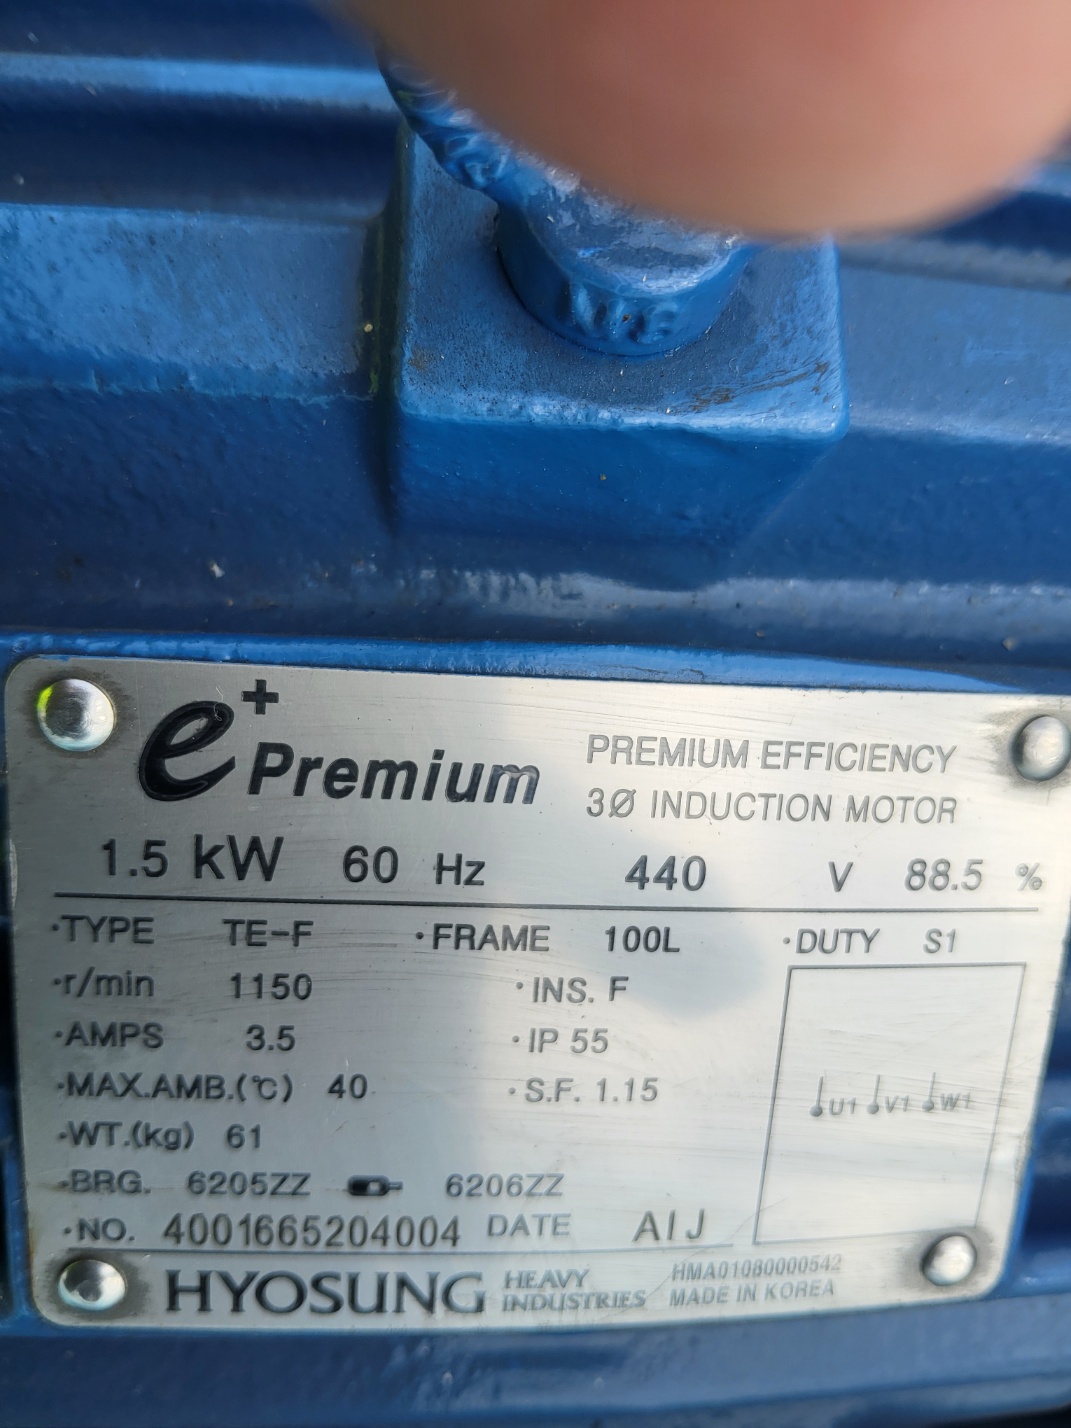 e+ Premium PREMIUM EFFICIENCY
3Ø INDUCTION MOTOR
1.5 kW 60 Hz 440 V 88.5 %
·TYPE TE-F ·FRAME 100L ·DUTY S1
·r/min 1150 ·INS. F
·AMPS 3.5 ·IP 55
·MAX.AMB.(℃) 40 ·S.F. 1.15
U1 V1 W1
·WT.(kg) 61
·BRG. 6205ZZ 6206ZZ
·NO. 4001665204004 DATE AIJ
HYOSUNG HEAVY INDUSTRIES HMA01080000542
MADE IN KOREA